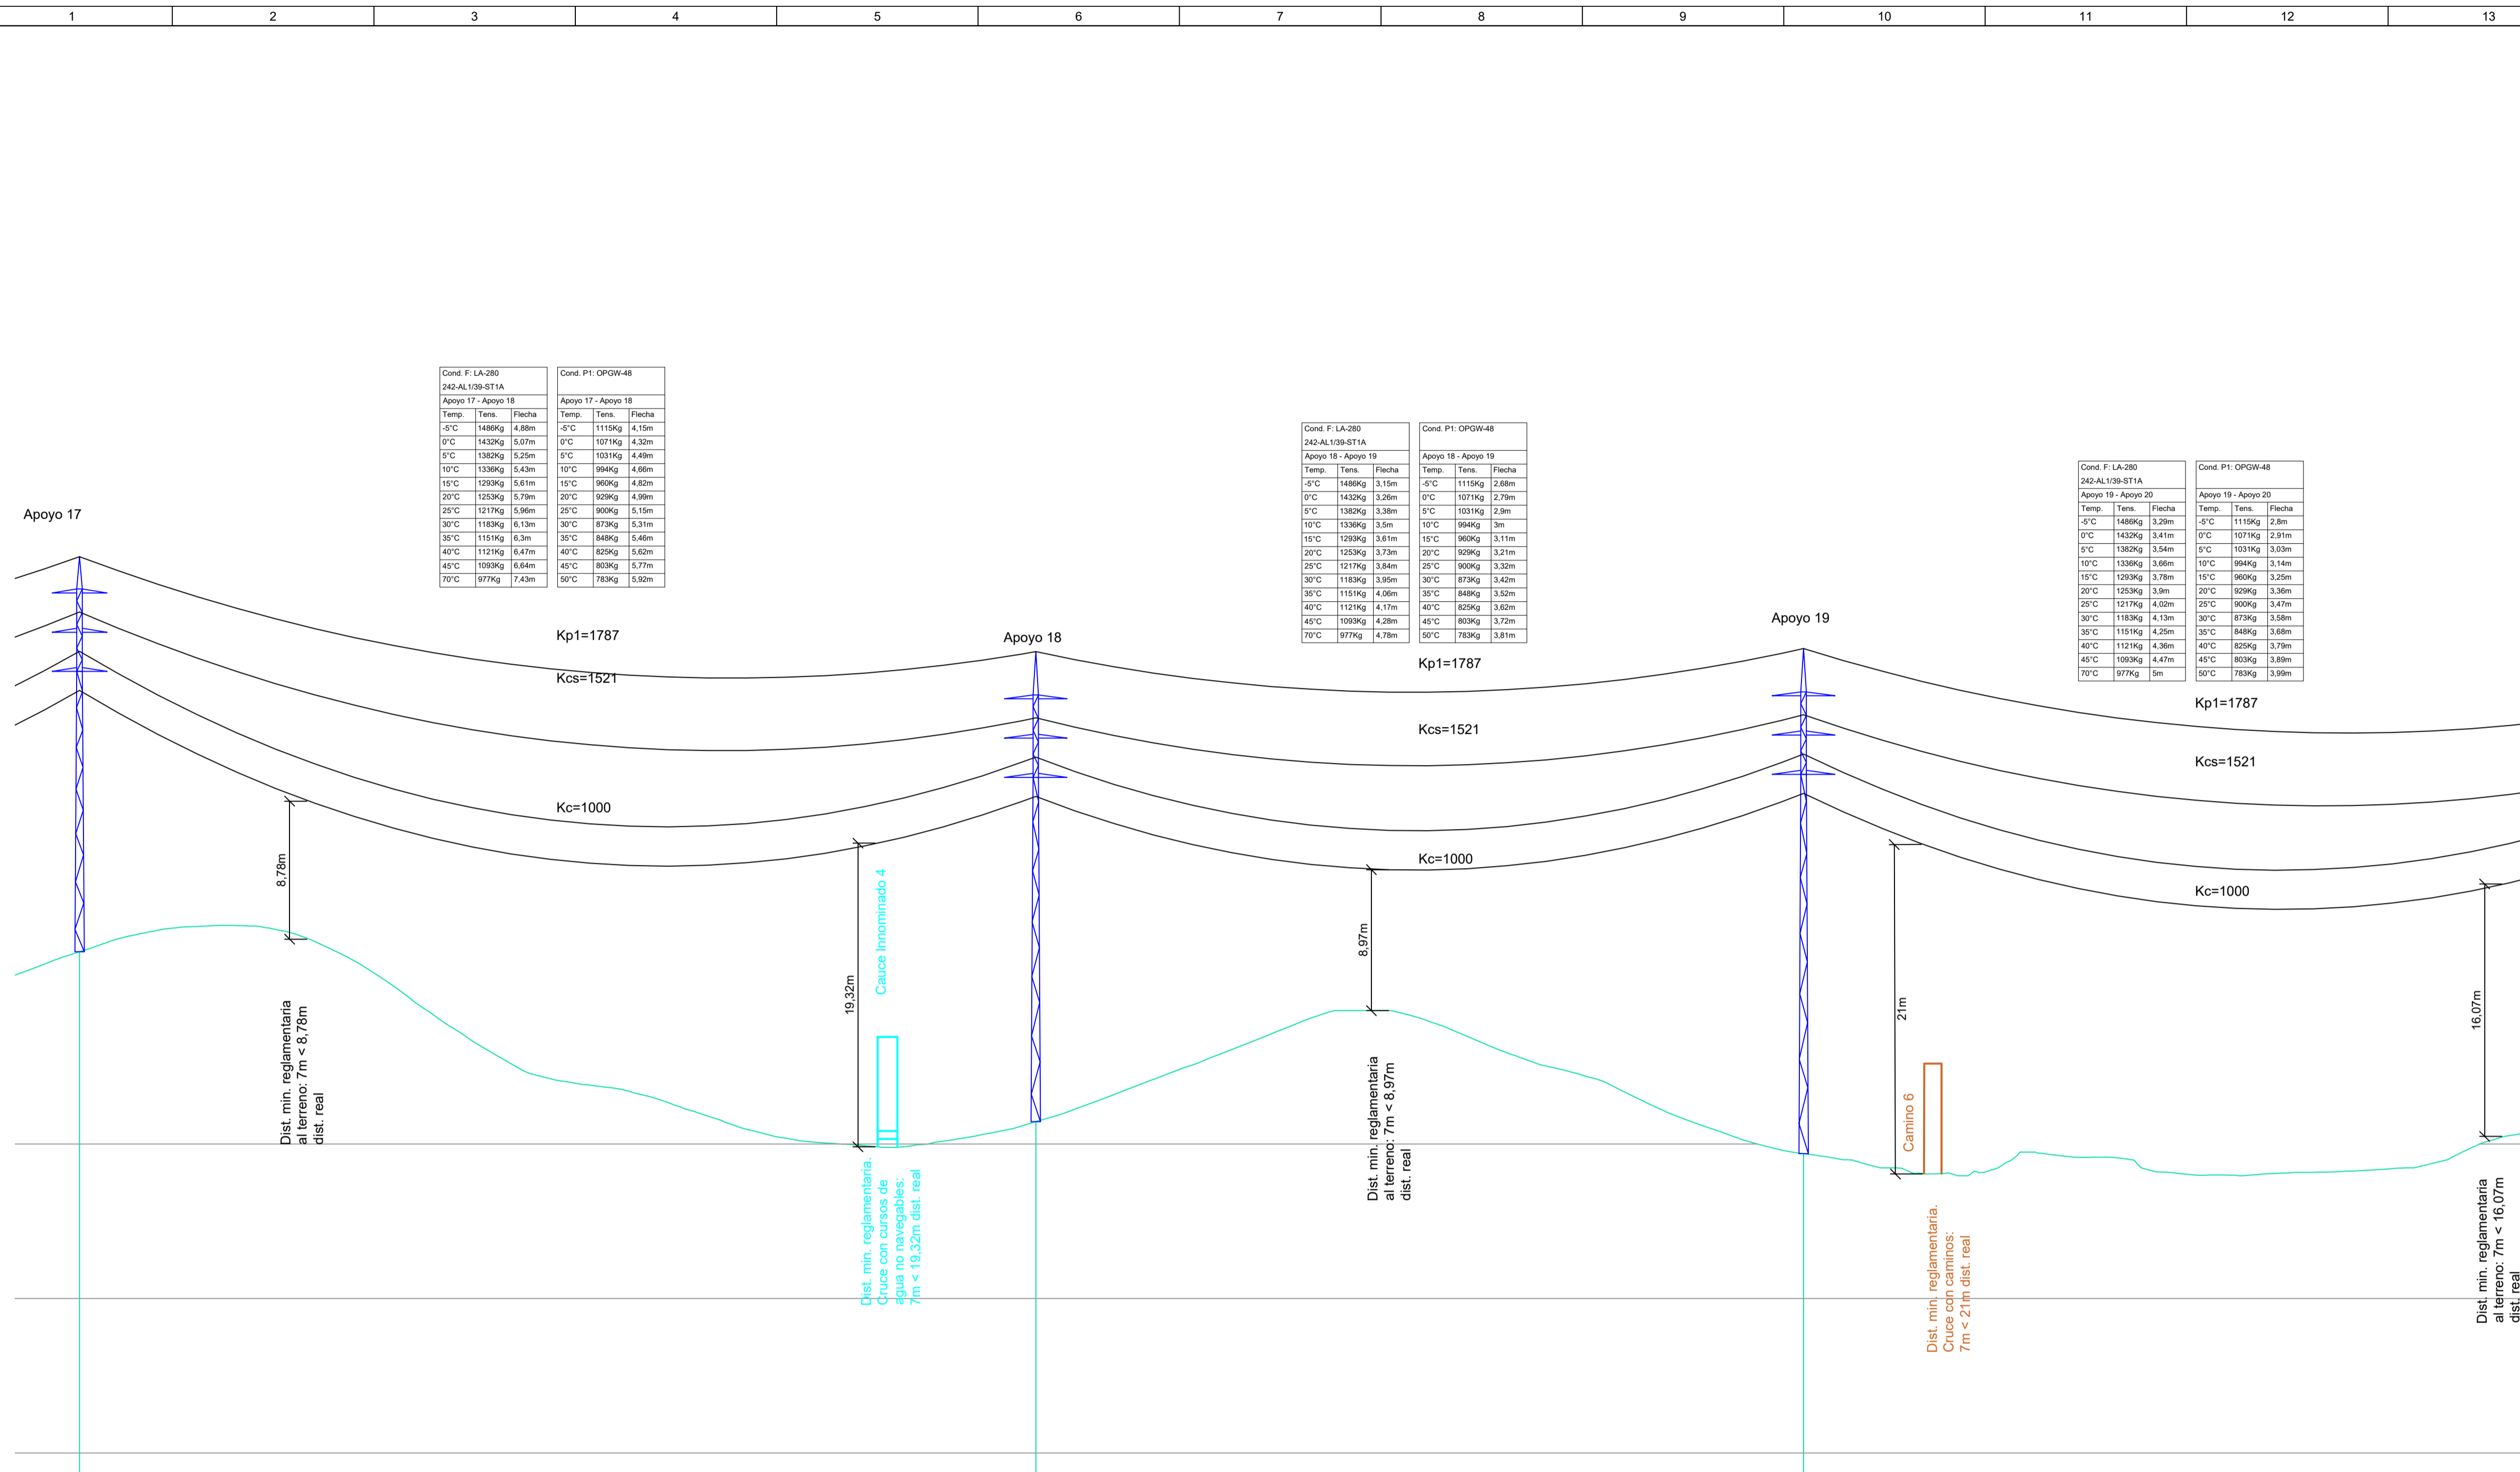 1 2 3 4 5 6 7 8 9 10 11 12 13
Apoyo 17
Cond. F: LA-280
242-AL1/39-ST1A
Apoyo 17 - Apoyo 18
Temp. Tens. Flecha
-5°C 1486Kg 4,88m
0°C 1432Kg 5,07m
5°C 1382Kg 5,25m
10°C 1336Kg 5,43m
15°C 1293Kg 5,61m
20°C 1253Kg 5,79m
25°C 1217Kg 5,96m
30°C 1183Kg 6,13m
35°C 1151Kg 6,3m
40°C 1121Kg 6,47m
45°C 1093Kg 6,64m
70°C 977Kg 7,43m
Cond. P1: OPGW-48
Apoyo 17 - Apoyo 18
Temp. Tens. Flecha
-5°C 1115Kg 4,15m
0°C 1071Kg 4,32m
5°C 1031Kg 4,49m
10°C 994Kg 4,66m
15°C 960Kg 4,82m
20°C 929Kg 4,99m
25°C 900Kg 5,15m
30°C 873Kg 5,31m
35°C 848Kg 5,46m
40°C 825Kg 5,62m
45°C 803Kg 5,77m
50°C 783Kg 5,92m
Kp1=1787
Kcs=1521
Kc=1000
8,78m
Dist. min. reglamentaria
al terreno: 7m < 8,78m
dist. real
19,32m
Cauce Innominado 4
Dist. min. reglamentaria.
Cruce con cursos de
agua no navegables:
7m < 19,32m dist. real
Apoyo 18
Cond. F: LA-280
242-AL1/39-ST1A
Apoyo 18 - Apoyo 19
Temp. Tens. Flecha
-5°C 1486Kg 3,15m
0°C 1432Kg 3,26m
5°C 1382Kg 3,38m
10°C 1336Kg 3,5m
15°C 1293Kg 3,61m
20°C 1253Kg 3,73m
25°C 1217Kg 3,84m
30°C 1183Kg 3,95m
35°C 1151Kg 4,06m
40°C 1121Kg 4,17m
45°C 1093Kg 4,28m
70°C 977Kg 4,78m
Cond. P1: OPGW-48
Apoyo 18 - Apoyo 19
Temp. Tens. Flecha
-5°C 1115Kg 2,68m
0°C 1071Kg 2,79m
5°C 1031Kg 2,9m
10°C 994Kg 3m
15°C 960Kg 3,11m
20°C 929Kg 3,21m
25°C 900Kg 3,32m
30°C 873Kg 3,42m
35°C 848Kg 3,52m
40°C 825Kg 3,62m
45°C 803Kg 3,72m
50°C 783Kg 3,81m
Kp1=1787
Kcs=1521
Kc=1000
8,97m
Dist. min. reglamentaria
al terreno: 7m < 8,97m
dist. real
Apoyo 19
21m
Camino 6
Dist. min. reglamentaria.
Cruce con caminos:
7m < 21m dist. real
Cond. F: LA-280
242-AL1/39-ST1A
Apoyo 19 - Apoyo 20
Temp. Tens. Flecha
-5°C 1486Kg 3,29m
0°C 1432Kg 3,41m
5°C 1382Kg 3,54m
10°C 1336Kg 3,66m
15°C 1293Kg 3,78m
20°C 1253Kg 3,9m
25°C 1217Kg 4,02m
30°C 1183Kg 4,13m
35°C 1151Kg 4,25m
40°C 1121Kg 4,36m
45°C 1093Kg 4,47m
70°C 977Kg 5m
Cond. P1: OPGW-48
Apoyo 19 - Apoyo 20
Temp. Tens. Flecha
-5°C 1115Kg 2,8m
0°C 1071Kg 2,91m
5°C 1031Kg 3,03m
10°C 994Kg 3,14m
15°C 960Kg 3,25m
20°C 929Kg 3,36m
25°C 900Kg 3,47m
30°C 873Kg 3,58m
35°C 848Kg 3,68m
40°C 825Kg 3,79m
45°C 803Kg 3,89m
50°C 783Kg 3,99m
Kp1=1787
Kcs=1521
Kc=1000
16,07m
Dist. min. reglamentaria
al terreno: 7m < 16,07m
dist. real